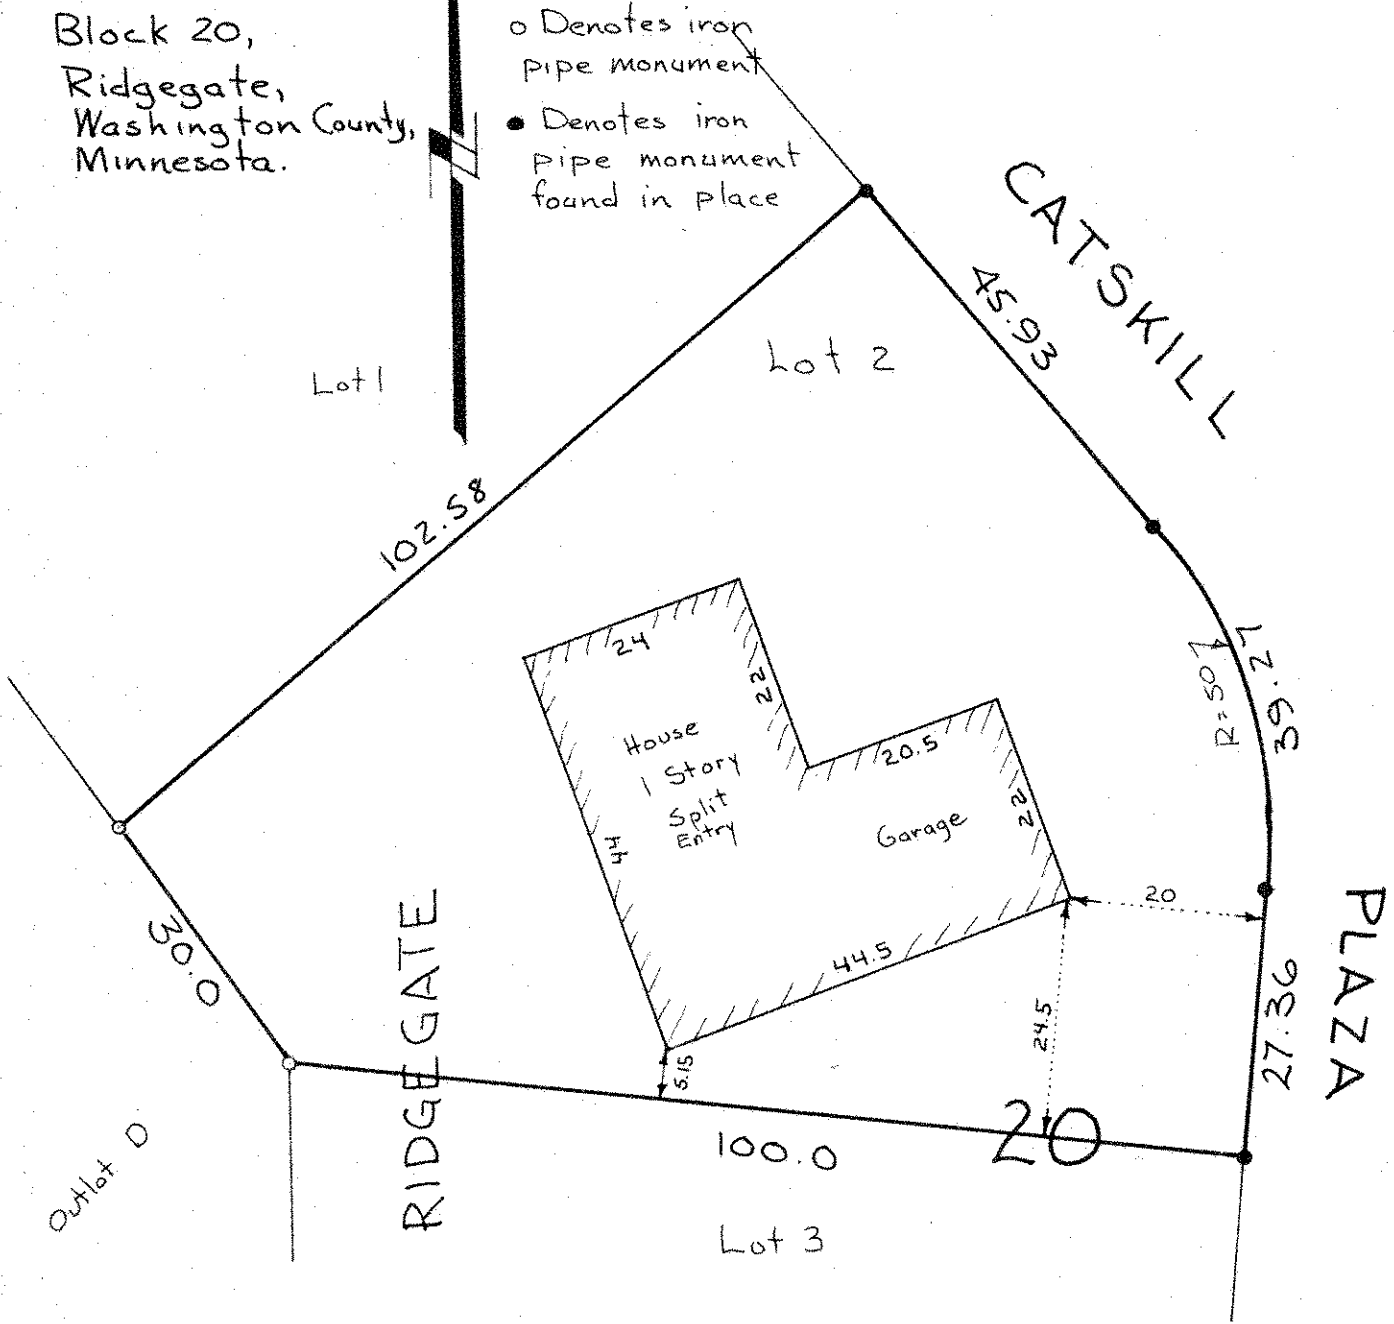 Block 20,
Ridgegate,
Washington County,
Minnesota.
o Denotes iron
pipe monument
● Denotes iron
pipe monument
found in place
CATSKILL
45.93
Lot 2
Lot 1
102.58
24
22
House
1 Story
Split
Entry
44
20.5
22
Garage
44.5
R=50
39.27
20
PLAZA
27.36
24.5
5.15
30.0
RIDGEGATE
100.0
20
Outlot D
Lot 3